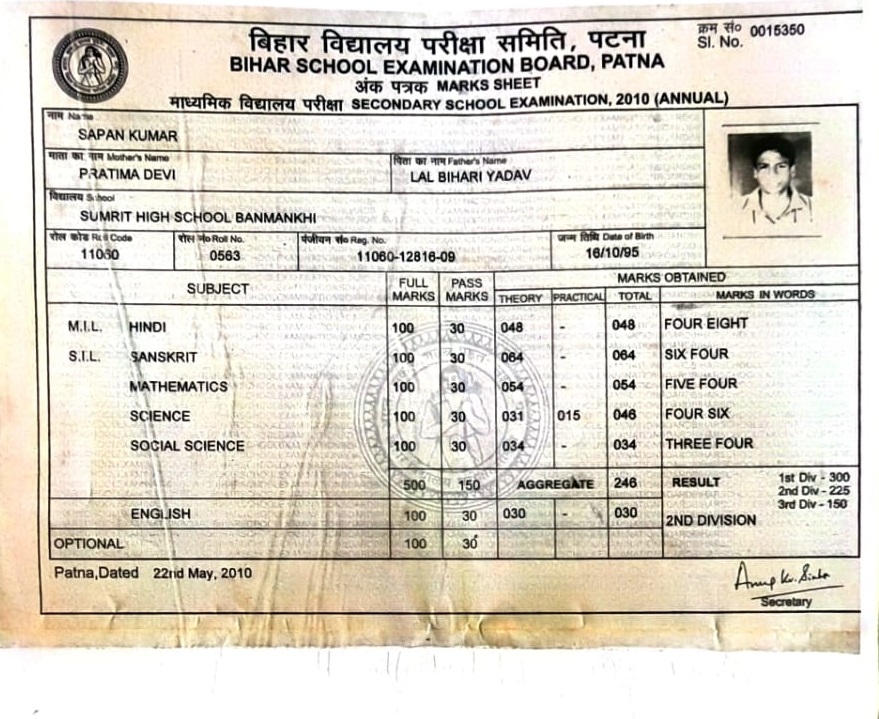 बिहार विद्यालय परीक्षा समिति, पटना
क्रम सं० 0015350
Sl. No.
BIHAR SCHOOL EXAMINATION BOARD, PATNA
अंक पत्रक MARKS SHEET
माध्यमिक विद्यालय परीक्षा SECONDARY SCHOOL EXAMINATION, 2010 (ANNUAL)
नाम Name
SAPAN KUMAR
माता का नाम Mother's Name पिता का नाम Father's Name
PRATIMA DEVI LAL BIHARI YADAV
विद्यालय School
SUMRIT HIGH SCHOOL BANMANKHI
रोल कोड Roll Code रोल नं० Roll No. पंजीयन सं० Reg. No. जन्म तिथि Date of Birth
11060 0563 11060-12816-09 16/10/95
SUBJECT FULL MARKS PASS MARKS MARKS OBTAINED
THEORY PRACTICAL TOTAL MARKS IN WORDS
M.I.L. HINDI 100 30 048 - 048 FOUR EIGHT
S.I.L. SANSKRIT 100 30 064 - 064 SIX FOUR
MATHEMATICS 100 30 054 - 054 FIVE FOUR
SCIENCE 100 30 031 015 046 FOUR SIX
SOCIAL SCIENCE 100 30 034 - 034 THREE FOUR
500 150 AGGREGATE 246 RESULT 1st Div - 300
2nd Div - 225
3rd Div - 150
ENGLISH 100 30 030 - 030 2ND DIVISION
OPTIONAL 100 30
Patna,Dated 22nd May, 2010
Secretary